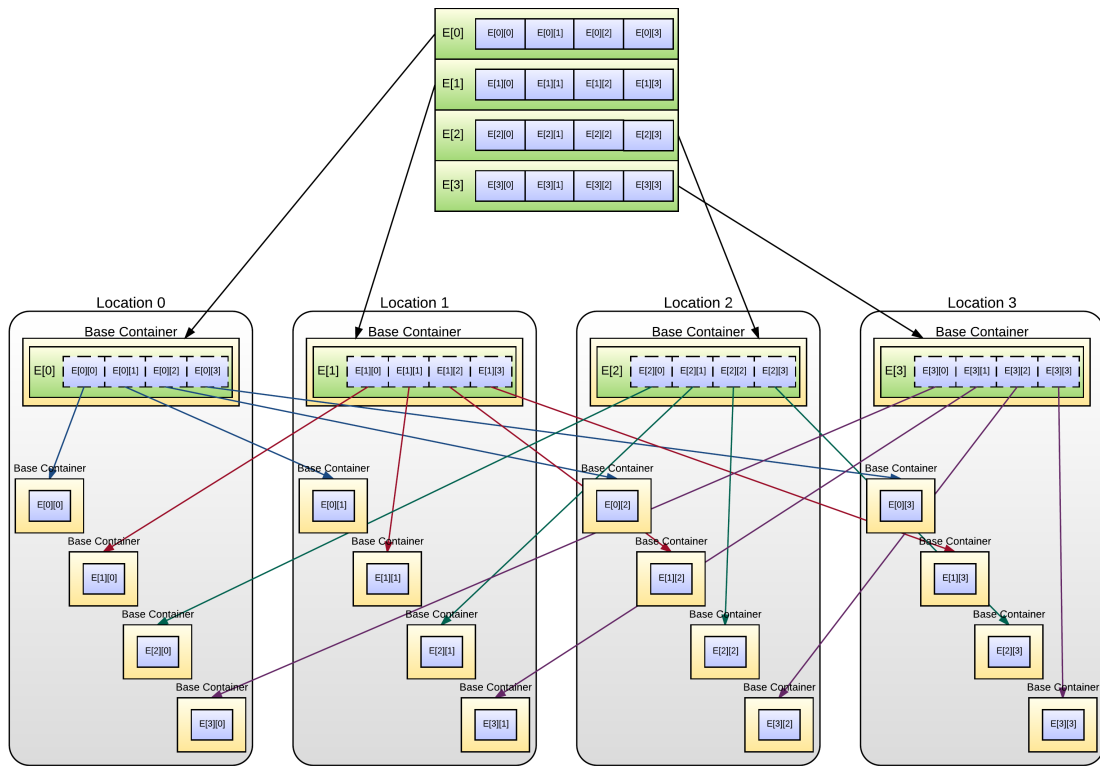 E[0] E[0][0] E[0][1] E[0][2] E[0][3]
E[1] E[1][0] E[1][1] E[1][2] E[1][3]
E[2] E[2][0] E[2][1] E[2][2] E[2][3]
E[3] E[3][0] E[3][1] E[3][2] E[3][3]
Location 0 Location 1 Location 2 Location 3
Base Container Base Container Base Container Base Container
E[0] E[0][0] E[0][1] E[0][2] E[0][3] E[1] E[1][0] E[1][1] E[1][2] E[1][3] E[2] E[2][0] E[2][1] E[2][2] E[2][3] E[3] E[3][0] E[3][1] E[3][2] E[3][3]
Base Container Base Container Base Container Base Container
E[0][0] E[0][1] E[0][2] E[0][3]
Base Container Base Container Base Container Base Container
E[1][0] E[1][1] E[1][2] E[1][3]
Base Container Base Container Base Container Base Container
E[2][0] E[2][1] E[2][2] E[2][3]
Base Container Base Container Base Container Base Container
E[3][0] E[3][1] E[3][2] E[3][3]